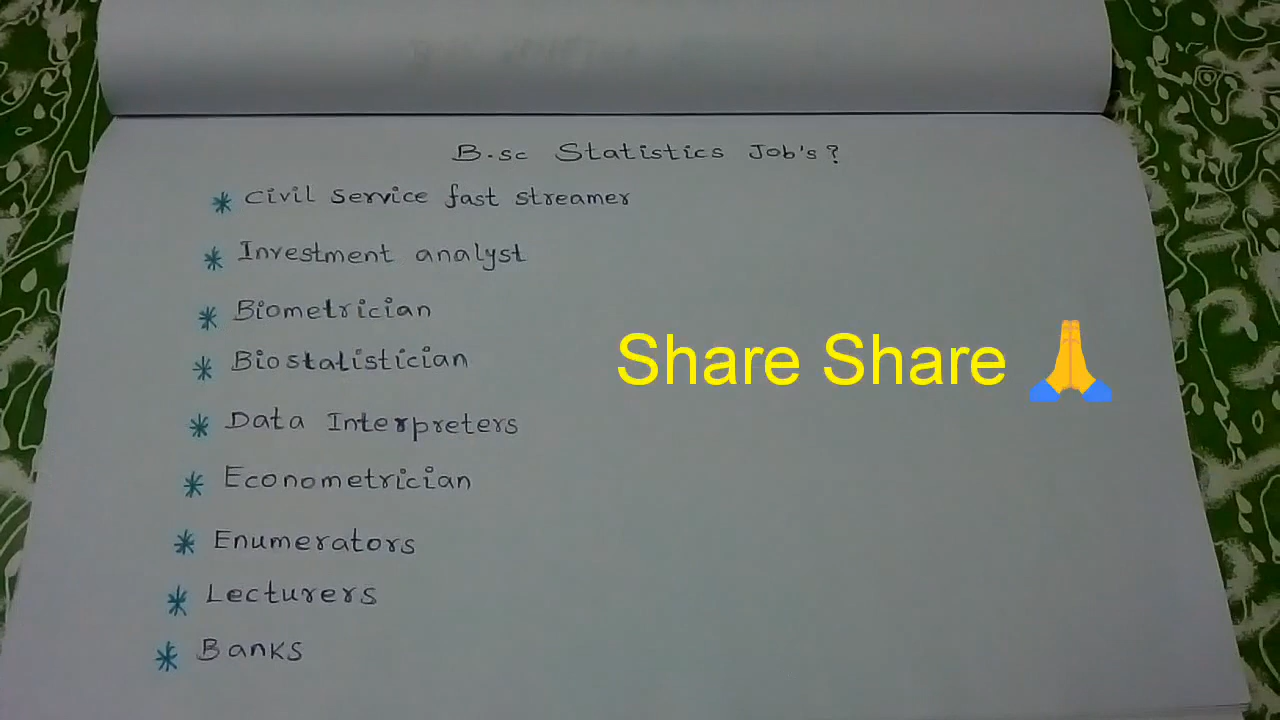 B.sc Statistics Job's?
* Civil Service fast streamer
* Investment analyst
* Biometrician
* Biostatistician
Share Share 🙏
* Data Interpreters
* Econometrician
* Enumerators
* Lecturers
* Banks